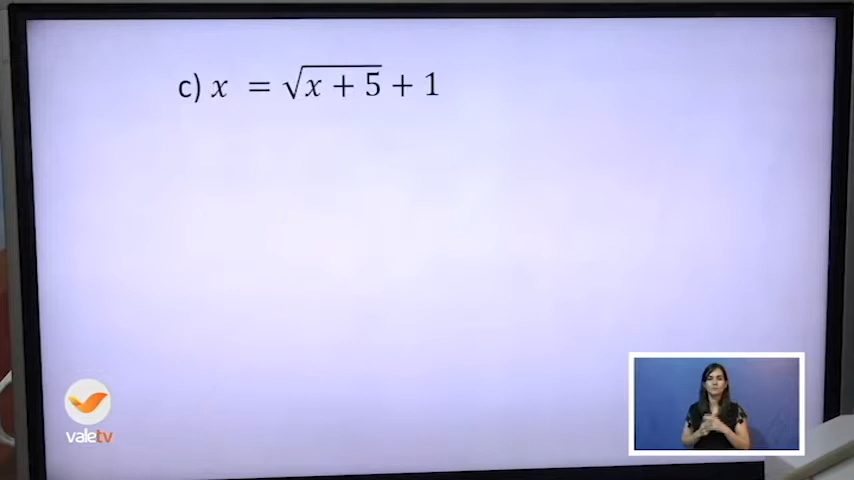 c) x = √x + 5 + 1
valetv